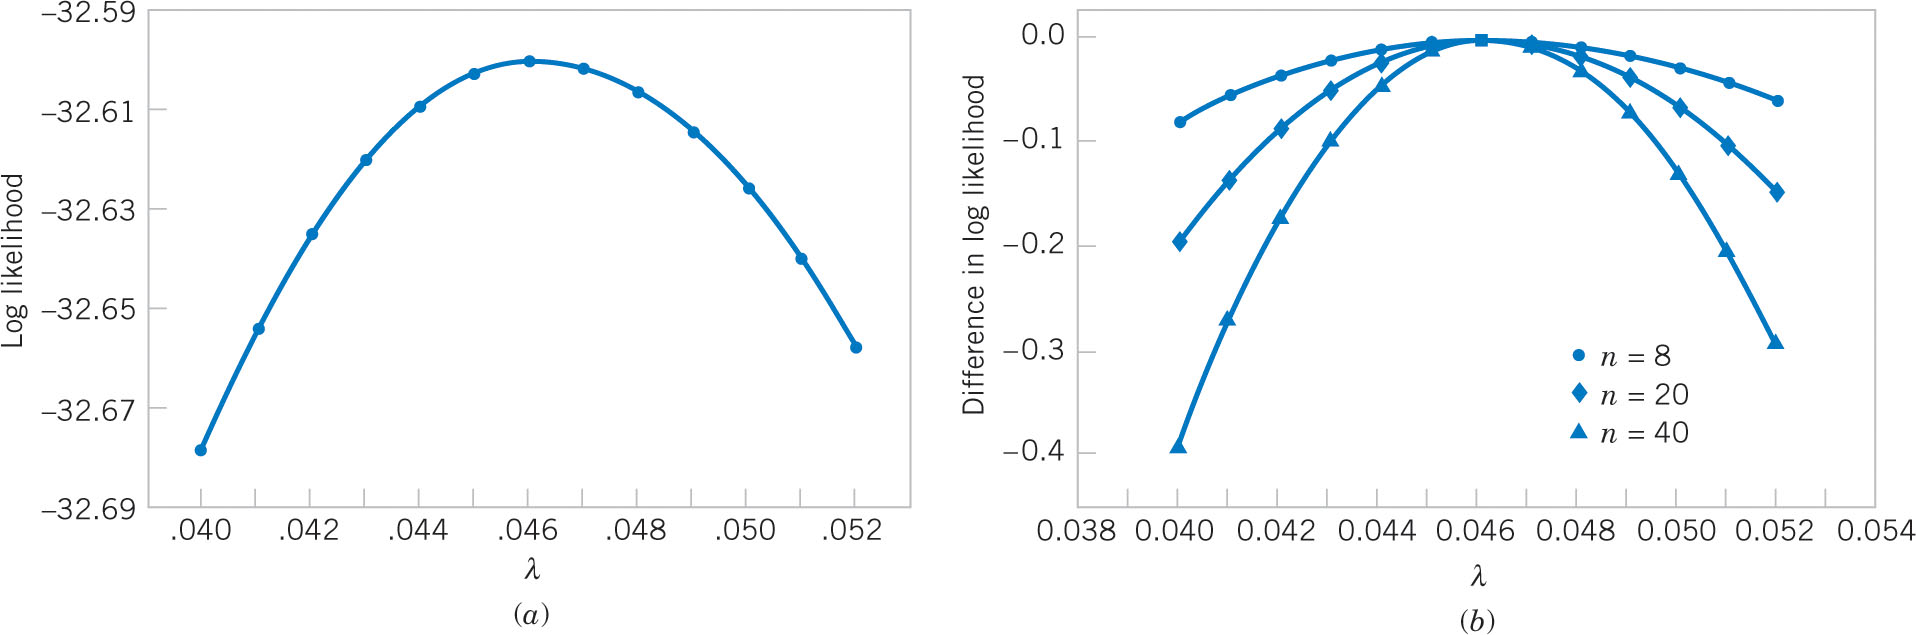 Log likelihood
–32.59
–32.61
–32.63
–32.65
–32.67
–32.69
.040 .042 .044 .046 .048 .050 .052
λ
(a)
Difference in log likelihood
0.0
–0.1
–0.2
–0.3
–0.4
n = 8
n = 20
n = 40
0.038 0.040 0.042 0.044 0.046 0.048 0.050 0.052 0.054
λ
(b)